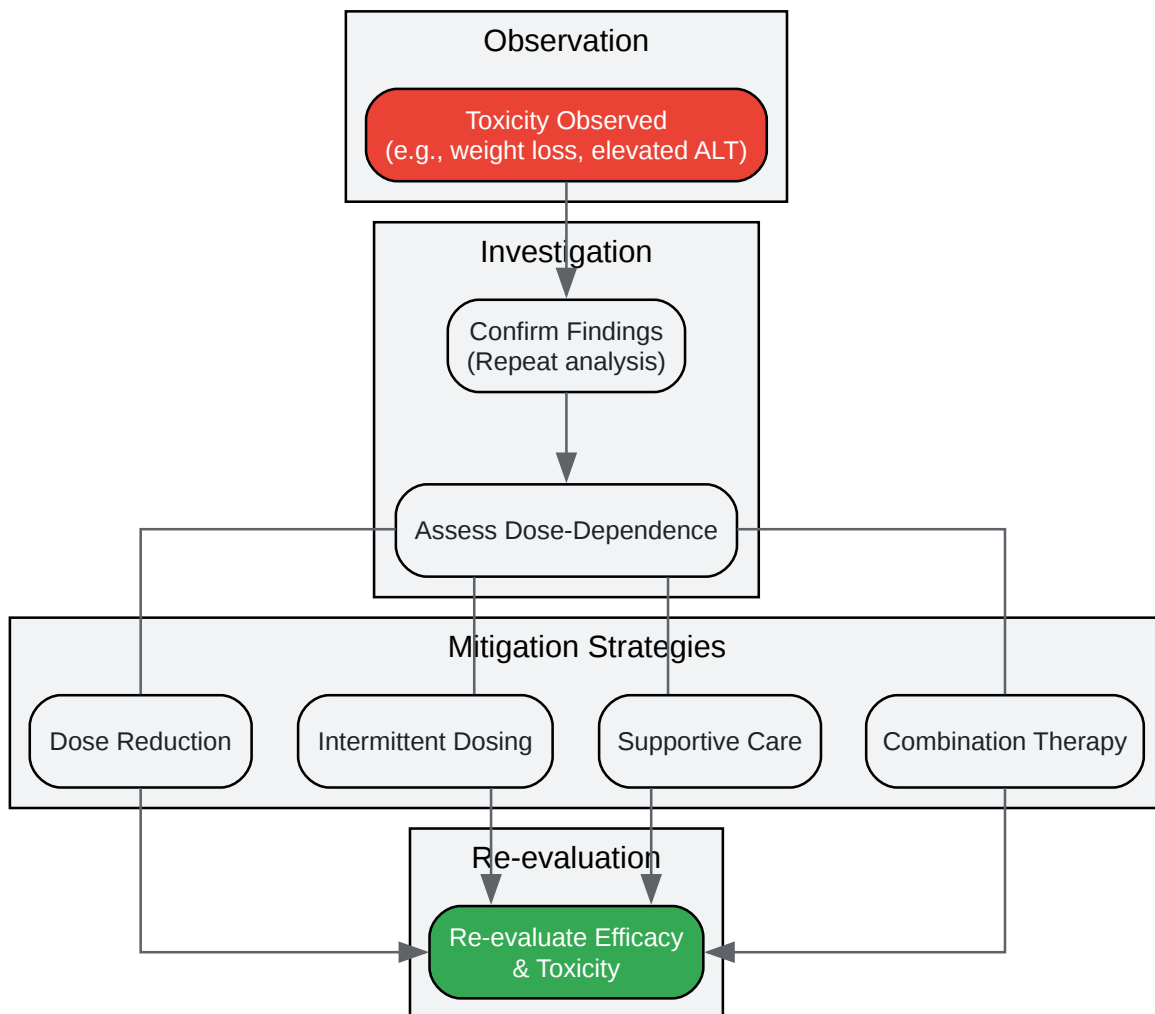 Observation
Toxicity Observed
(e.g., weight loss, elevated ALT)
Investigation
Confirm Findings
(Repeat analysis)
Assess Dose-Dependence
Mitigation Strategies
Dose Reduction
Intermittent Dosing
Supportive Care
Combination Therapy
Re-evaluation
Re-evaluate Efficacy
& Toxicity